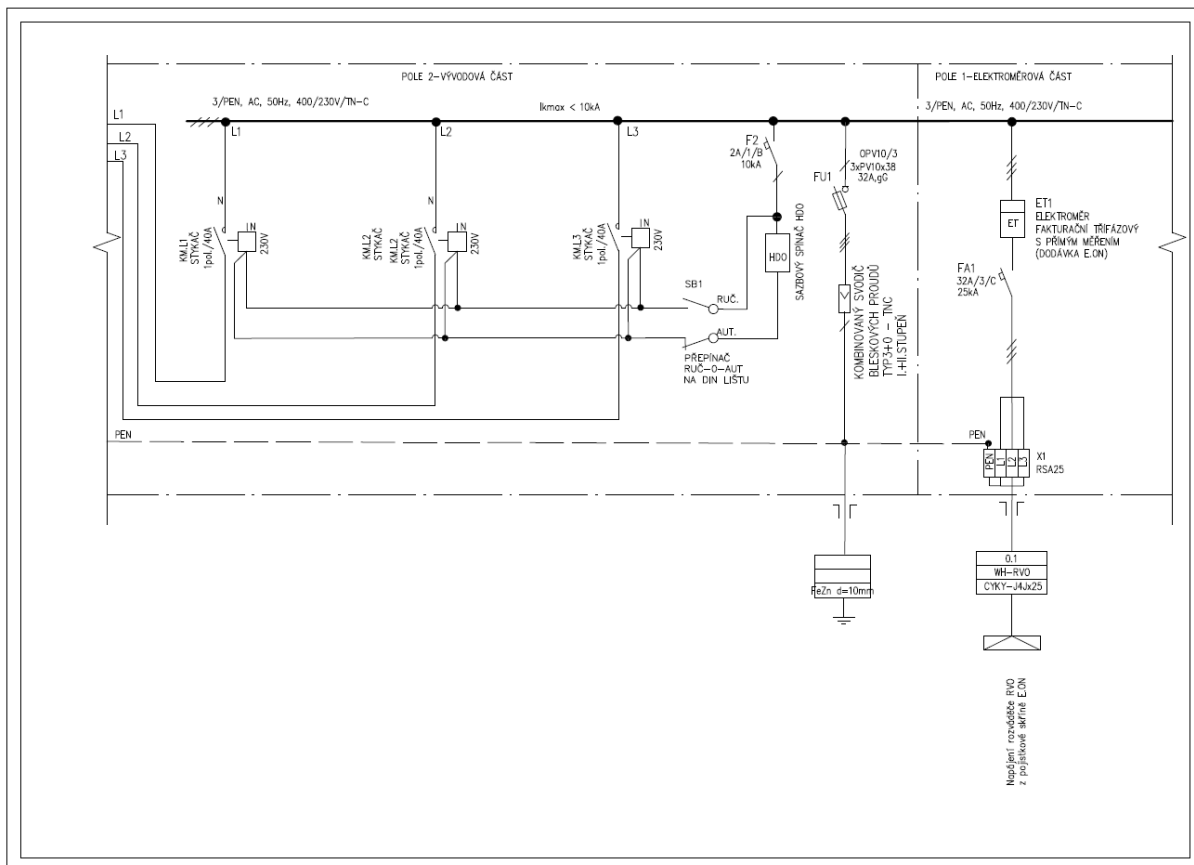 POLE 2-VÝVODOVÁ ČÁST
POLE 1-ELEKTROMĚROVÁ ČÁST
3/PEN, AC, 50Hz, 400/230V/TN-C
Ikmax < 10kA
3/PEN, AC, 50Hz, 400/230V/TN-C
L1
L2
L3
L1
L2
L3
N
N
KM.L1
STYKAČ
1pol./40A
IN
230V
KM.L2
STYKAČ
KM.L2
STYKAČ
1pol./40A
IN
230V
KM.L3
STYKAČ
1pol./40A
IN
230V
F2
2A/1/B
10kA
HDO
SAZBOVÝ SPÍNAČ HDO
SB1
RUČ.
AUT.
PŘEPÍNAČ
RUČ-O-AUT
NA DIN LIŠTU
OPV10/3
3xPV10x38
32A,gG
FU1
KOMBINOVANÝ SVODIČ
BLESKOVÝCH PROUDŮ
TYP3+0 - TNC
I.+II.STUPEŇ
ET
ET1
ELEKTROMĚR
FAKTURAČNÍ TŘÍFÁZOVÝ
S PŘÍMÝM MĚŘENÍM
(DODÁVKA E.ON)
FA1
32A/3/C
25kA
PEN
PEN
PEN
L1
L2
L3
X1
RSA25
FeZn d=10mm
0.1
WH-RVO
CYKY-J4Jx25
Napájení rozváděče RVO
z pojistkové skříně E.ON